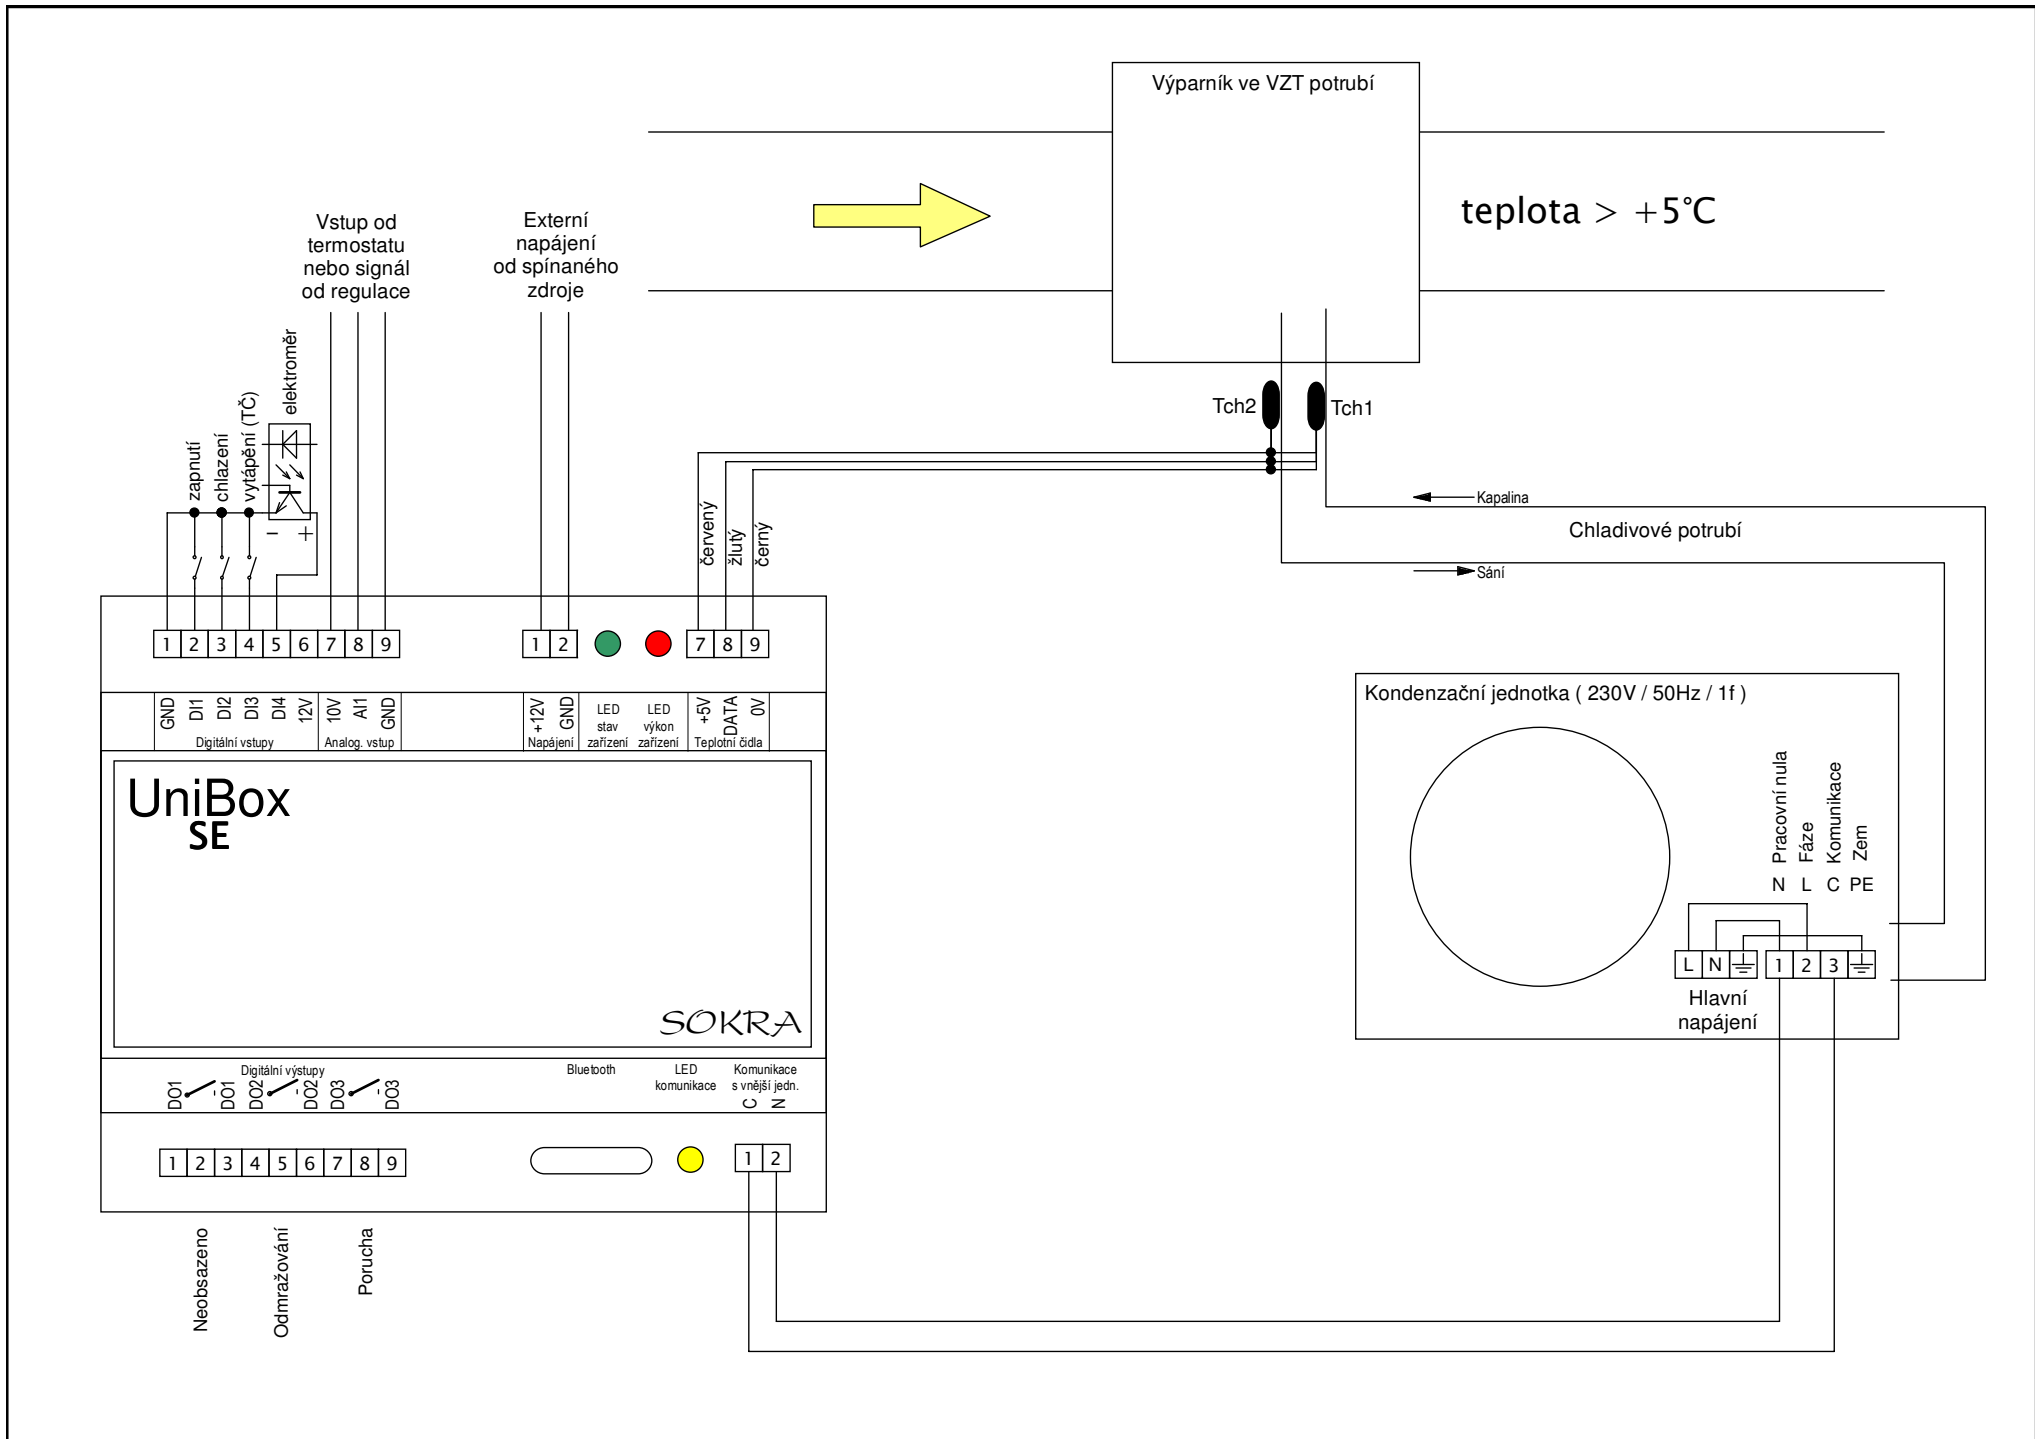 Výparník ve VZT potrubí
teplota > +5°C
Vstup od
termostatu
nebo signál
od regulace
Externí
napájení
od spínaného
zdroje
zapnutí
chlazení
vytápění (TČ)
elektroměr
− +
Tch2
Tch1
červený
žlutý
černý
Kapalina
Chladivové potrubí
Sání
1 2 3 4 5 6 7 8 9
1 2
7 8 9
GND DI1 DI2 DI3 DI4 12V 10V AI1 GND
Digitální vstupy
Analog. vstup
+12V GND
Napájení
LED
stav
zařízení
LED
výkon
zařízení
+5V DATA 0V
Teplotní čidla
UniBox
SE
SOKRA
Kondzenzační jednotka ( 230V / 50Hz / 1f )
Pracovní nula
Fáze
Komunikace
Zem
N L C PE
L N 1 2 3
Hlavní
napájení
Digitální výstupy
DO1 - DO1 DO2 - DO2 DO3 - DO3
Bluetooth
LED
komunikace
Komunikace
s vnější jedn.
C N
1 2 3 4 5 6 7 8 9
1 2
Neobsazeno
Odmražování
Porucha